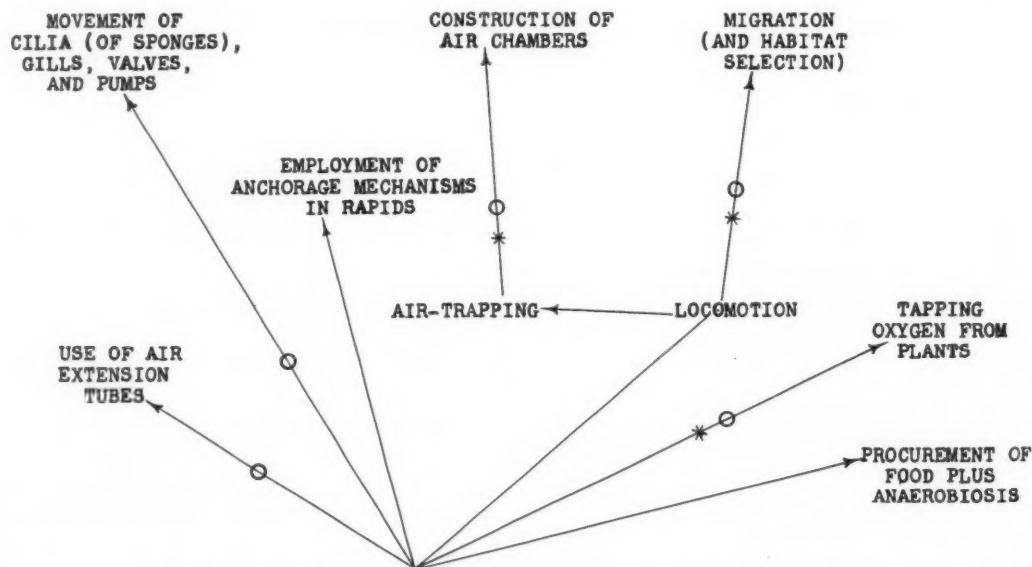 MOVEMENT OF
CILIA (OF SPONGES),
GILLS, VALVES,
AND PUMPS
CONSTRUCTION OF
AIR CHAMBERS
MIGRATION
(AND HABITAT
SELECTION)
EMPLOYMENT OF
ANCHORAGE MECHANISMS
IN RAPIDS
AIR-TRAPPING
LOCOMOTION
TAPPING
OXYGEN FROM
PLANTS
USE OF AIR
EXTENSION
TUBES
PROCUREMENT OF
FOOD PLUS
ANAEROBIOSIS